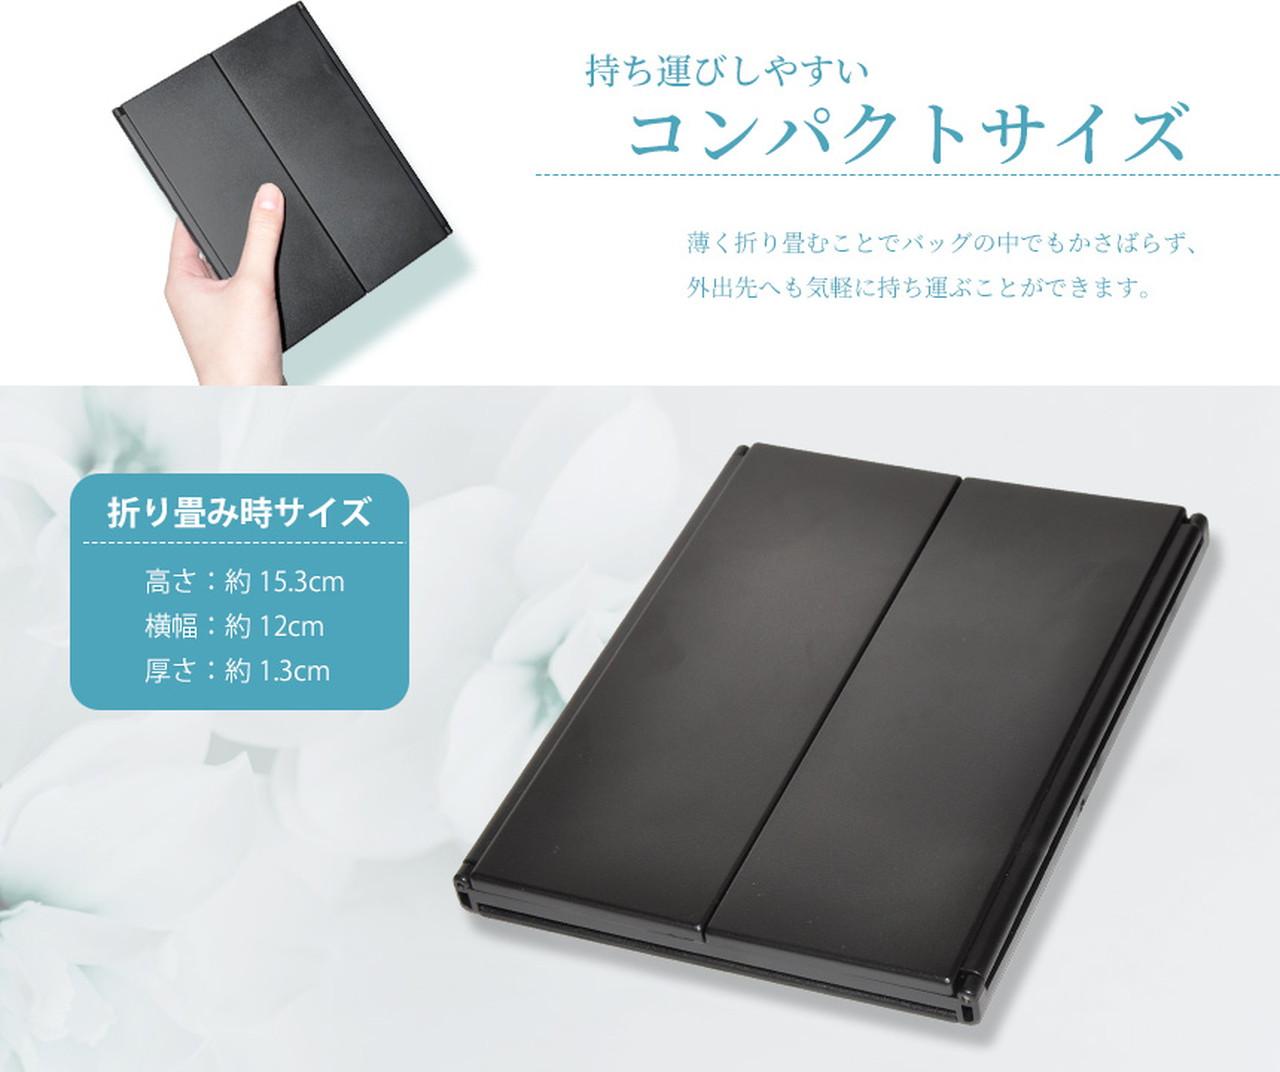 持ち運びしやすい
コンパクトサイズ
薄く折り畳むことでバッグの中でもかさばらず、
外出先へも気軽に持ち運ぶことができます。
折り畳み時サイズ
高さ：約 15.3cm
横幅：約 12cm
厚さ：約 1.3cm